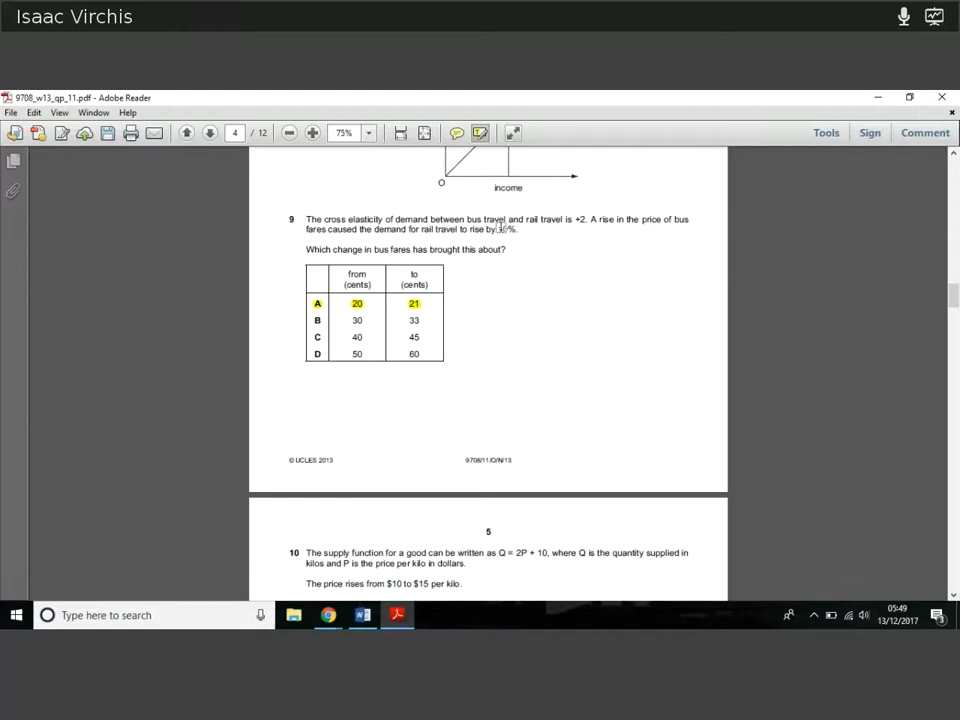 Isaac Virchis
9708_w13_qp_11.pdf - Adobe Reader
File Edit View Window Help
4 / 12 75% Tools Sign Comment
O
income
9 The cross elasticity of demand between bus travel and rail travel is +2. A rise in the price of bus
fares caused the demand for rail travel to rise by 10%.
Which change in bus fares has brought this about?
from to
(cents) (cents)
A 20 21
B 30 33
C 40 45
D 50 60
© UCLES 2013 9708/11/O/N/13
5
10 The supply function for a good can be written as Q = 2P + 10, where Q is the quantity supplied in
kilos and P is the price per kilo in dollars.
The price rises from $10 to $15 per kilo.
Type here to search
05:49
13/12/2017
3